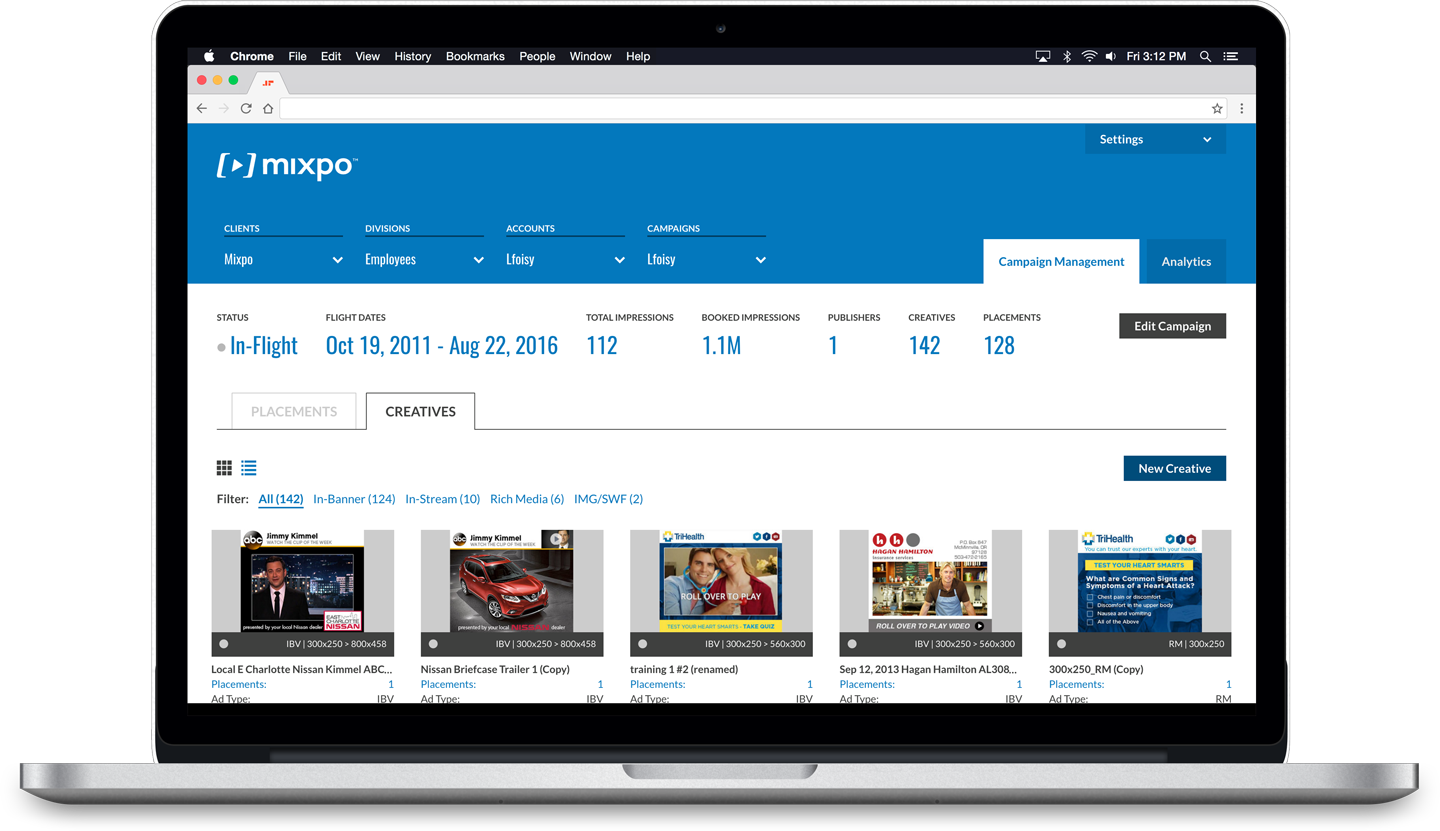 Chrome File Edit View History Bookmarks People Window Help Fri 3:12 PM
Settings
mixpo™
CLIENTS DIVISIONS ACCOUNTS CAMPAIGNS
Mixpo Employees Lfoisy Lfoisy
Campaign Management Analytics
STATUS FLIGHT DATES TOTAL IMPRESSIONS BOOKED IMPRESSIONS PUBLISHERS CREATIVES PLACEMENTS
In-Flight Oct 19, 2011 - Aug 22, 2016 112 1.1M 1 142 128
Edit Campaign
PLACEMENTS CREATIVES
New Creative
Filter: All (142) In-Banner (124) In-Stream (10) Rich Media (6) IMG/SWF (2)
abc Jimmy Kimmel
WATCH THE CLIP OF THE WEEK
EAST CHARLOTTE
NISSAN
presented by your local Nissan dealer
IBV | 300x250 > 800x458
abc Jimmy Kimmel
WATCH THE CLIP OF THE WEEK
presented by your local NISSAN dealer
IBV | 300x250 > 800x458
TriHealth
ROLL OVER TO PLAY
TEST YOUR HEART SMARTS - TAKE QUIZ
IBV | 300x250 > 560x300
HAGAN HAMILTON
insurance services
P.O. Box 847
McMinnville, OR
97128
503-472-2165
ROLL OVER TO PLAY VIDEO
IBV | 300x250 > 560x300
TriHealth
You can trust our experts with your heart.
TEST YOUR HEART SMARTS
What are Common Signs and
Symptoms of a Heart Attack?
Chest pain or discomfort
Discomfort in the upper body
Nausea and vomiting
All of the Above
RM | 300x250
Local E Charlotte Nissan Kimmel ABC... Nissan Briefcase Trailer 1 (Copy) training 1 #2 (renamed) Sep 12, 2013 Hagan Hamilton AL308... 300x250_RM (Copy)
Placements: 1 Placements: 1 Placements: 1 Placements: 1 Placements: 1
Ad Type: IBV Ad Type: IBV Ad Type: IBV Ad Type: IBV Ad Type: RM